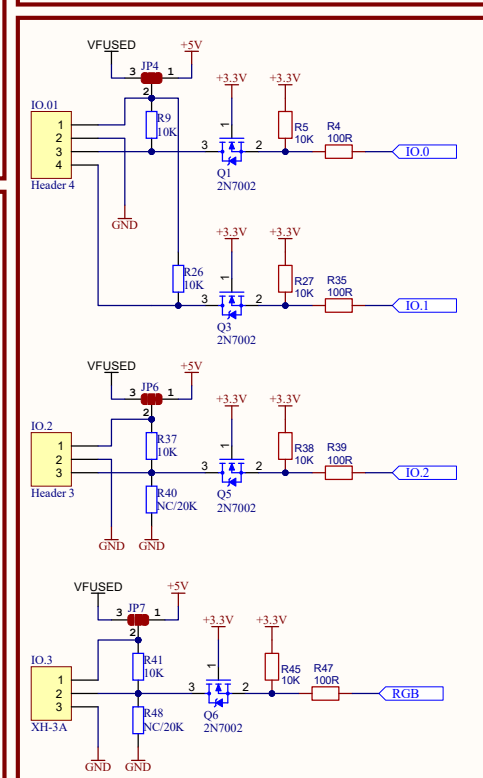 VFUSED
+5V
JP4
3
1
2
IO.01
1
2
3
4
Header 4
R9
10K
GND
+3.3V
+3.3V
1
3
2
Q1
2N7002
R5
10K
R4
100R
IO.0
R26
10K
+3.3V
+3.3V
1
3
2
Q3
2N7002
R27
10K
R35
100R
IO.1
VFUSED
+5V
JP6
3
1
2
IO.2
1
2
3
Header 3
R37
10K
R40
NC/20K
GND
GND
+3.3V
+3.3V
1
3
2
Q5
2N7002
R38
10K
R39
100R
IO.2
VFUSED
+5V
JP7
3
1
2
IO.3
1
2
3
XH-3A
R41
10K
R48
NC/20K
GND
GND
+3.3V
+3.3V
1
3
2
Q6
2N7002
R45
10K
R47
100R
RGB